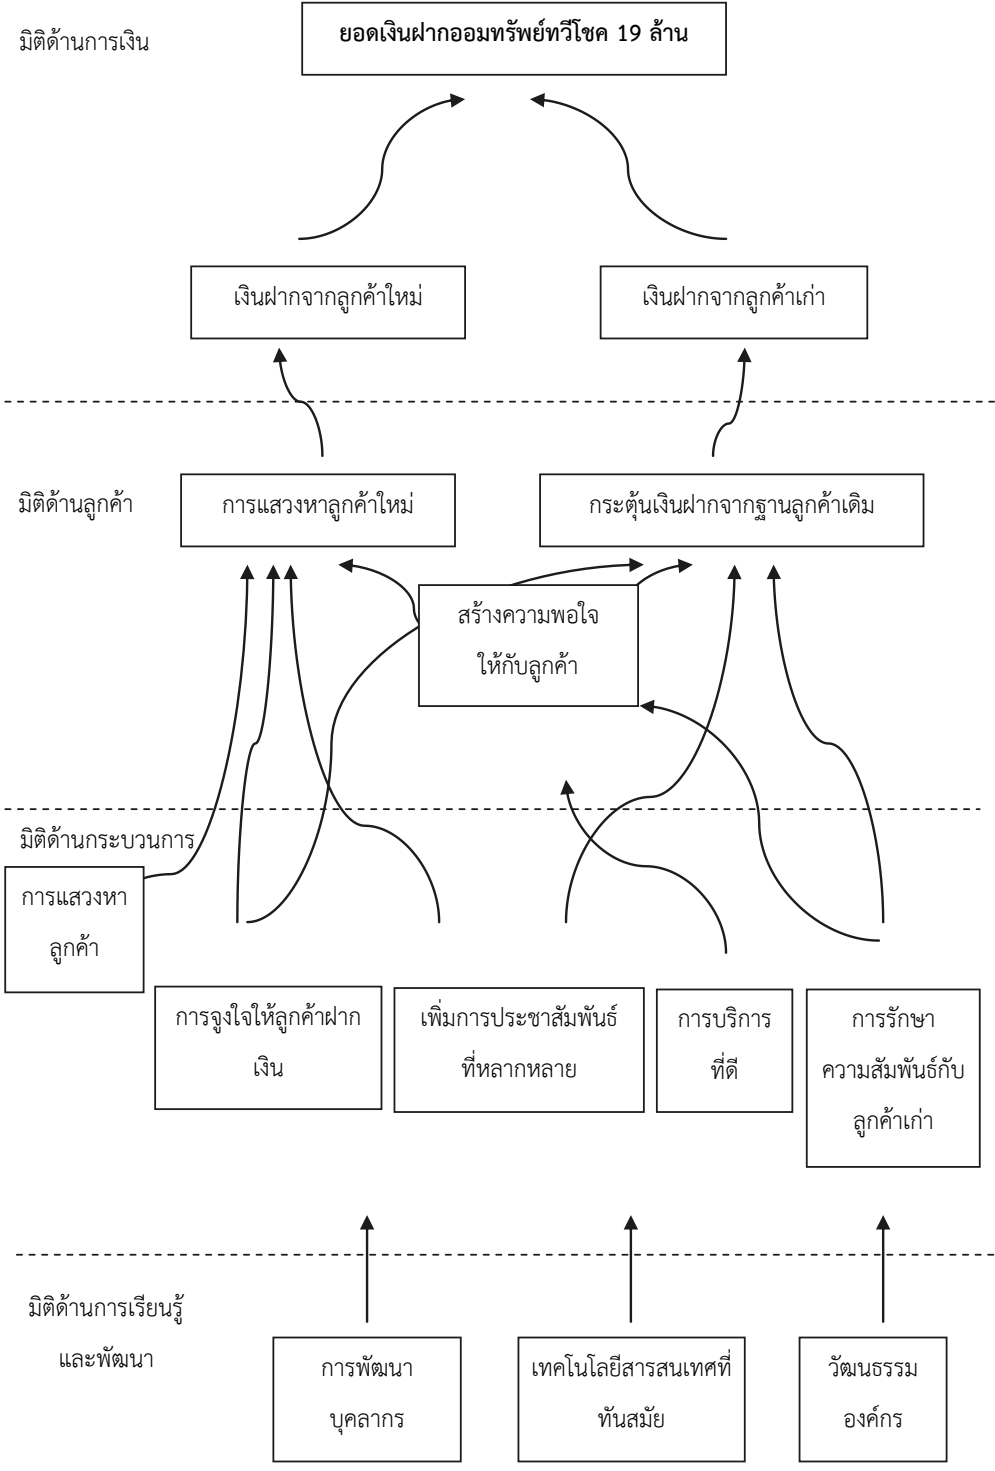 ยอดเงินฝากออมทรัพย์ทวีโชค 19 ล้าน
มิติด้านการเงิน
เงินฝากจากลูกค้าใหม่
เงินฝากจากลูกค้าเก่า
มิติด้านลูกค้า
การแสวงหาลูกค้าใหม่
กระตุ้นเงินฝากจากฐานลูกค้าเดิม
สร้างความพอใจ
ให้กับลูกค้า
มิติด้านกระบวนการ
การแสวงหา
ลูกค้า
การจูงใจให้ลูกค้าฝาก
เงิน
เพิ่มการประชาสัมพันธ์
ที่หลากหลาย
การบริการ
ที่ดี
การรักษา
ความสัมพันธ์กับ
ลูกค้าเก่า
มิติด้านการเรียนรู้
และพัฒนา
การพัฒนา
บุคลากร
เทคโนโลยีสารสนเทศที่
ทันสมัย
วัฒนธรรม
องค์กร